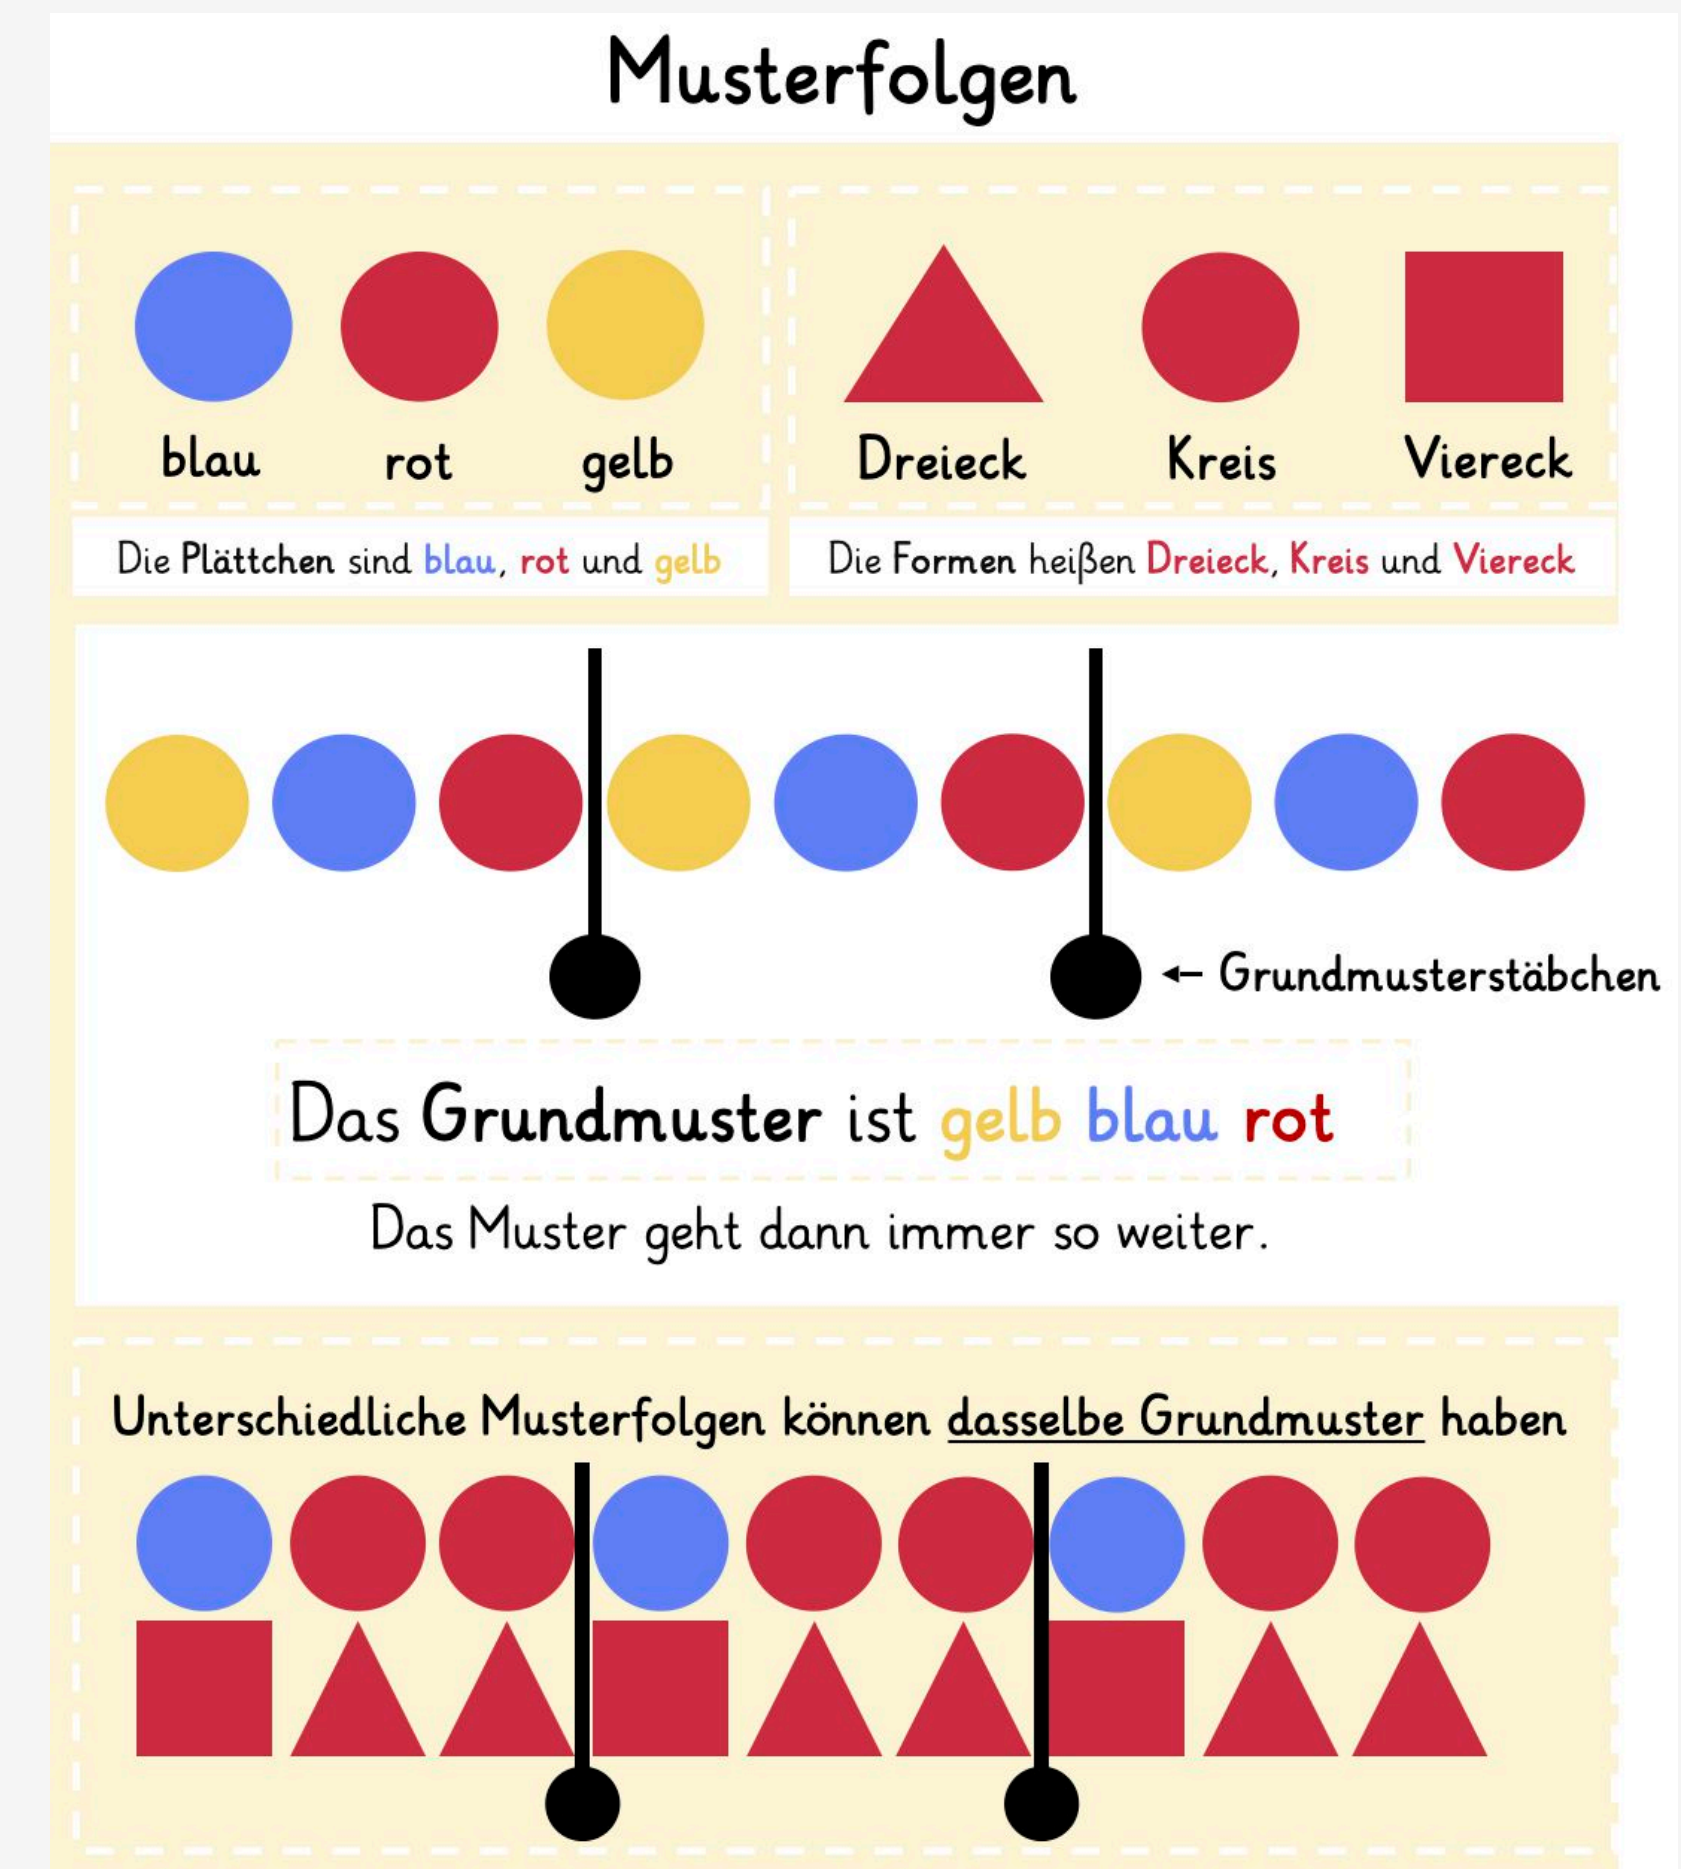 Musterfolgen
blau rot gelb
Dreieck Kreis Viereck
Die Plättchen sind blau, rot und gelb
Die Formen heißen Dreieck, Kreis und Viereck
← Grundmusterstäbchen
Das Grundmuster ist gelb blau rot
Das Muster geht dann immer so weiter.
Unterschiedliche Musterfolgen können dasselbe Grundmuster haben